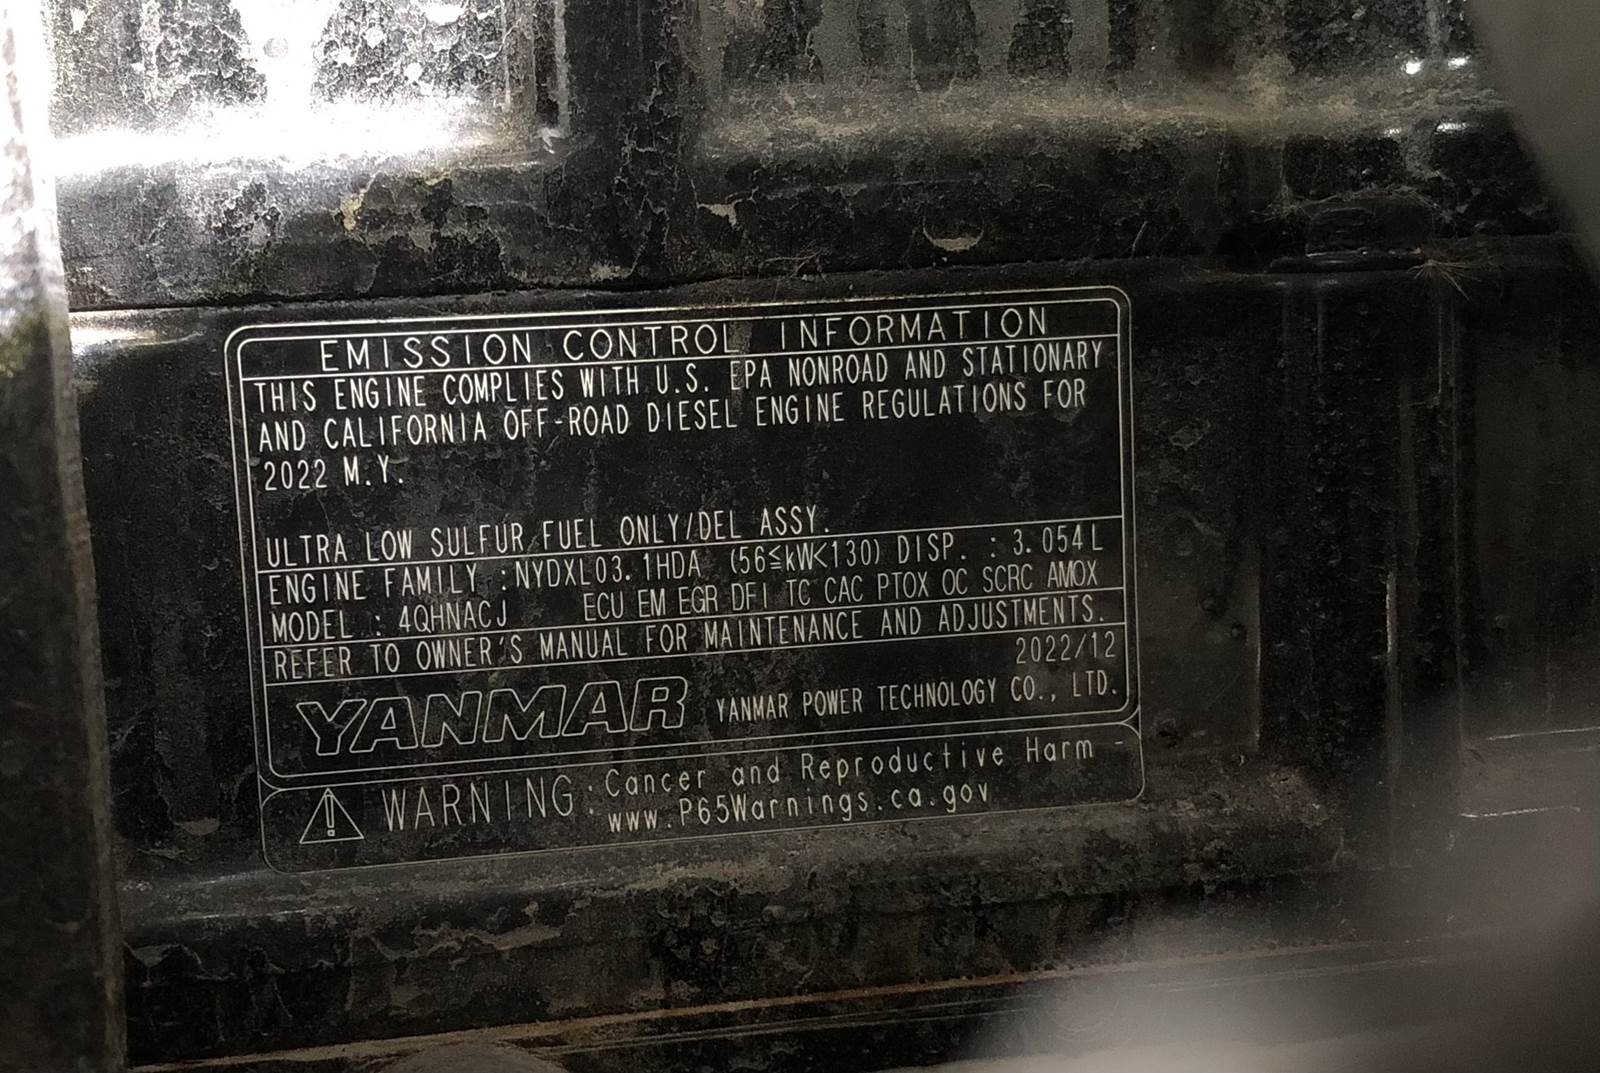 EMISSION CONTROL INFORMATION
THIS ENGINE COMPLIES WITH U.S. EPA NONROAD AND STATIONARY
AND CALIFORNIA OFF-ROAD DIESEL ENGINE REGULATIONS FOR
2022 M.Y.
ULTRA LOW SULFUR FUEL ONLY/DEL ASSY.
ENGINE FAMILY :NYDXL03.1HDA (56≦kW<130) DISP. : 3.054L
MODEL : 4QHNACJ ECU EM EGR DFI TC CAC PTOX OC SCRC AMOX
REFER TO OWNER'S MANUAL FOR MAINTENANCE AND ADJUSTMENTS.
2022/12
YANMAR YANMAR POWER TECHNOLOGY CO., LTD.
WARNING: Cancer and Reproductive Harm -
www.P65Warnings.ca.gov